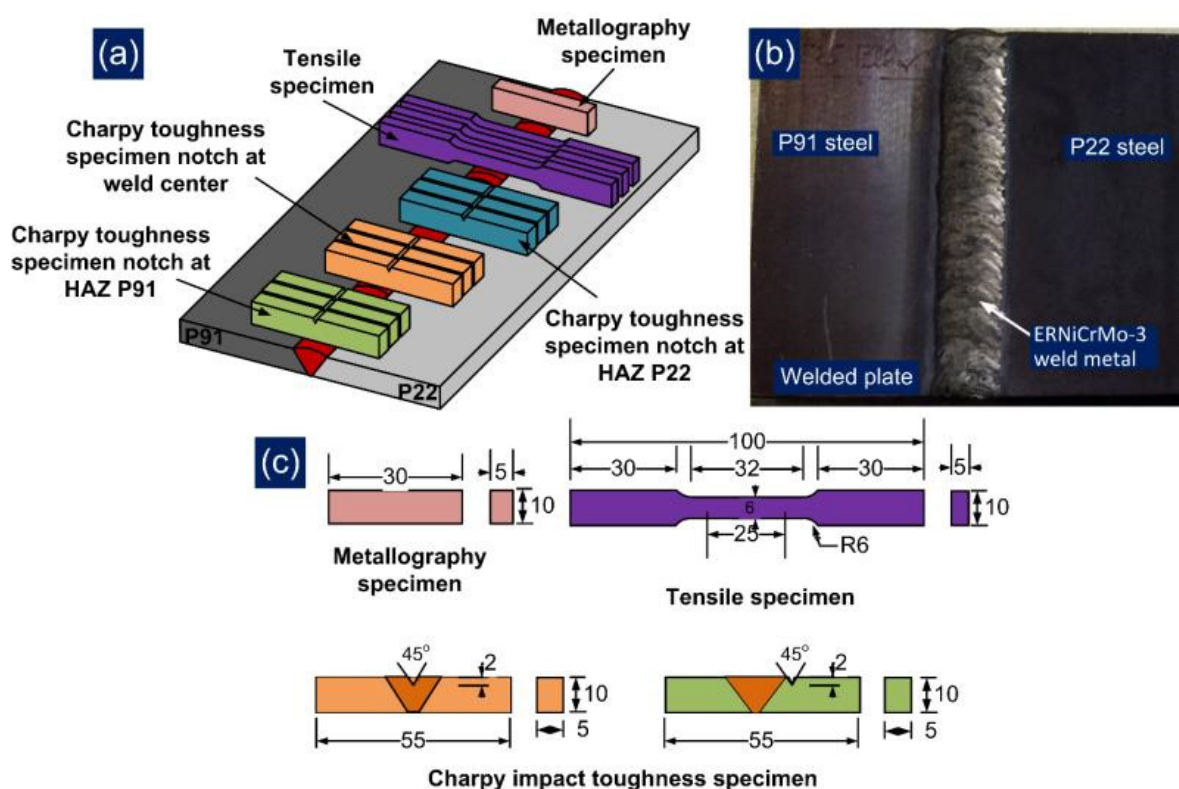 (a)
Metallography
specimen
Tensile
specimen
Charpy toughness
specimen notch at
weld center
Charpy toughness
specimen notch at
HAZ P91
Charpy toughness
specimen notch at
HAZ P22
P91
P22
(b)
P91 steel
P22 steel
ERNiCrMo-3
weld metal
Welded plate
(c)
30
5
10
Metallography
specimen
100
30
32
30
5
6
10
25
R6
Tensile specimen
45°
2
10
55
5
45°
2
10
55
5
Charpy impact toughness specimen